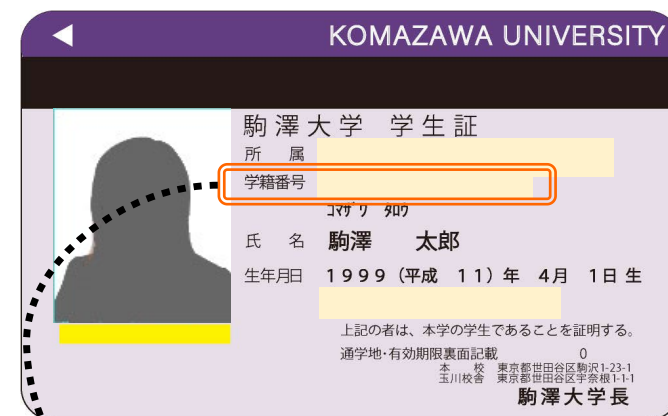 KOMAZAWA UNIVERSITY
駒澤大学 学生証
所 属
学籍番号
コマザワ タロウ
氏 名 駒澤 太郎
生年月日 1999（平成 11）年 4月 1日 生
上記の者は、本学の学生であることを証明する。
通学地・有効期限裏面記載 0
本 校 東京都世田谷区駒沢1-23-1
玉川校舎 東京都世田谷区宇奈根1-1-1
駒澤大学長